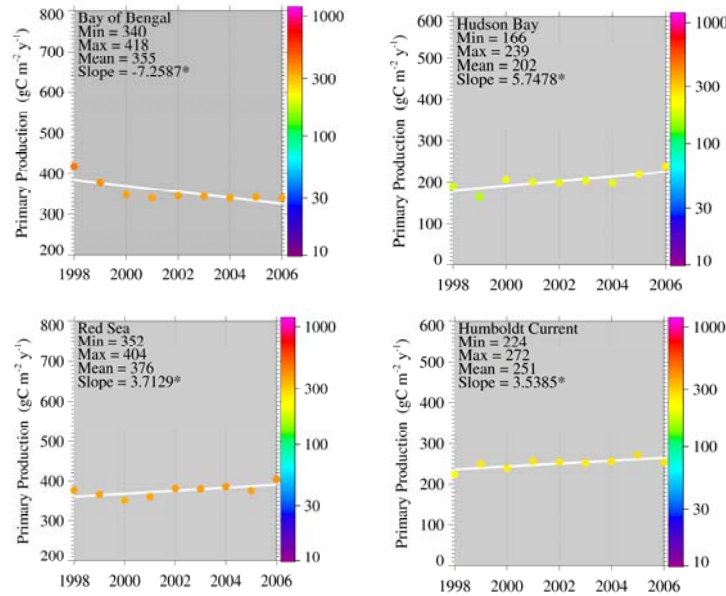 Bay of Bengal
Min = 340
Max = 418
Mean = 355
Slope = -7.2587*
Primary Production (gC m⁻² y⁻¹)
800
700
600
500
400
300
200
1998 2000 2002 2004 2006
1000
300
100
30
10
Hudson Bay
Min = 166
Max = 239
Mean = 202
Slope = 5.7478*
Primary Production (gC m⁻² y⁻¹)
600
500
400
300
200
100
0
1998 2000 2002 2004 2006
1000
300
100
30
10
Red Sea
Min = 352
Max = 404
Mean = 376
Slope = 3.7129*
Primary Production (gC m⁻² y⁻¹)
800
700
600
500
400
300
200
1998 2000 2002 2004 2006
1000
300
100
30
10
Humboldt Current
Min = 224
Max = 272
Mean = 251
Slope = 3.5385*
Primary Production (gC m⁻² y⁻¹)
600
500
400
300
200
100
0
1998 2000 2002 2004 2006
1000
300
100
30
10